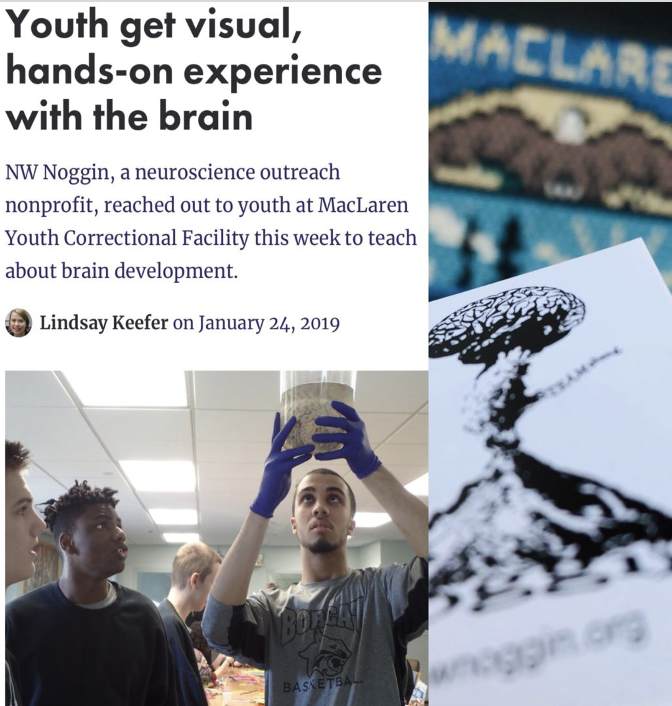 Youth get visual,
hands-on experience
with the brain
NW Noggin, a neuroscience outreach
nonprofit, reached out to youth at MacLaren
Youth Correctional Facility this week to teach
about brain development.
Lindsay Keefer on January 24, 2019
BOBCAT
BASKETBAL
MACLARE
wnoggin.org